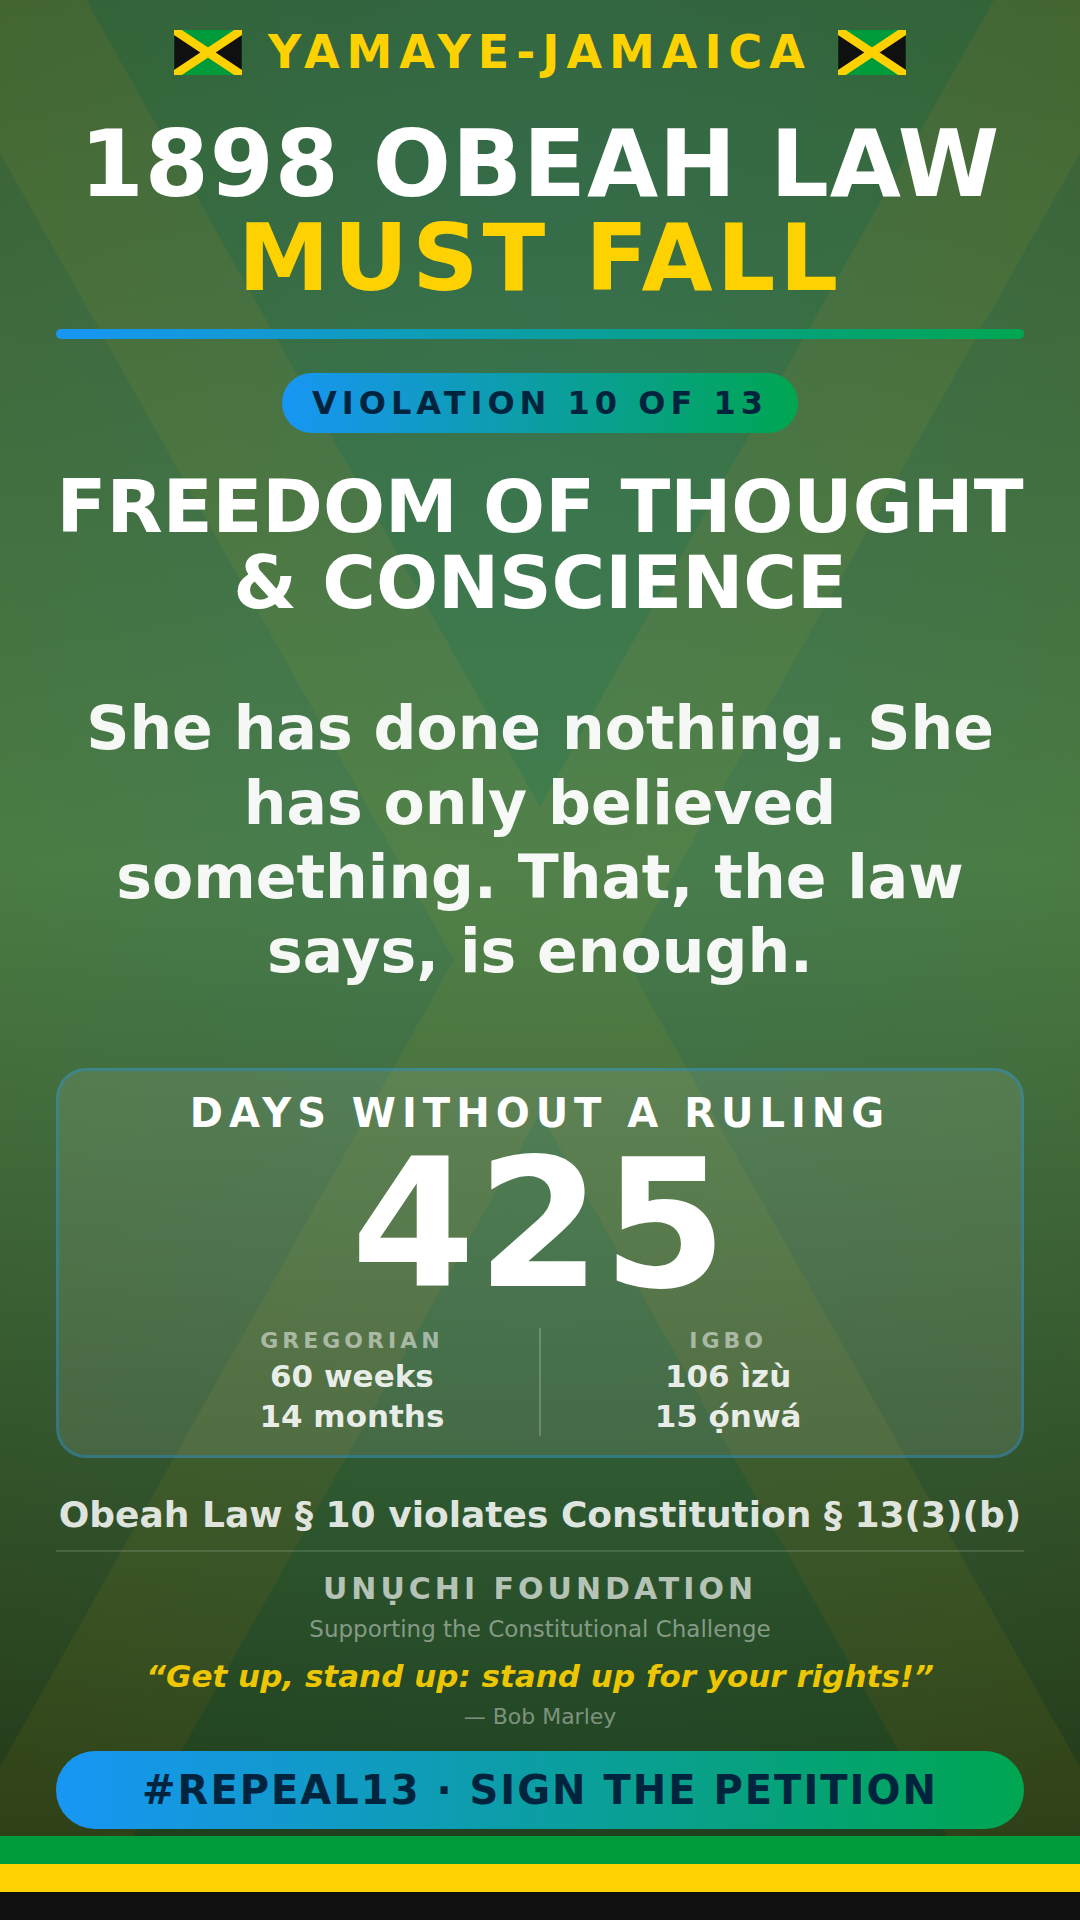 YAMAYE-JAMAICA
1898 OBEAH LAW
MUST FALL
VIOLATION 10 OF 13
FREEDOM OF THOUGHT
& CONSCIENCE
She has done nothing. She
has only believed
something. That, the law
says, is enough.
DAYS WITHOUT A RULING
425
GREGORIAN
60 weeks
14 months
IGBO
106 ìzù
15 ọ́nwá
Obeah Law § 10 violates Constitution § 13(3)(b)
UNỤCHI FOUNDATION
Supporting the Constitutional Challenge
“Get up, stand up: stand up for your rights!”
— Bob Marley
#REPEAL13 · SIGN THE PETITION